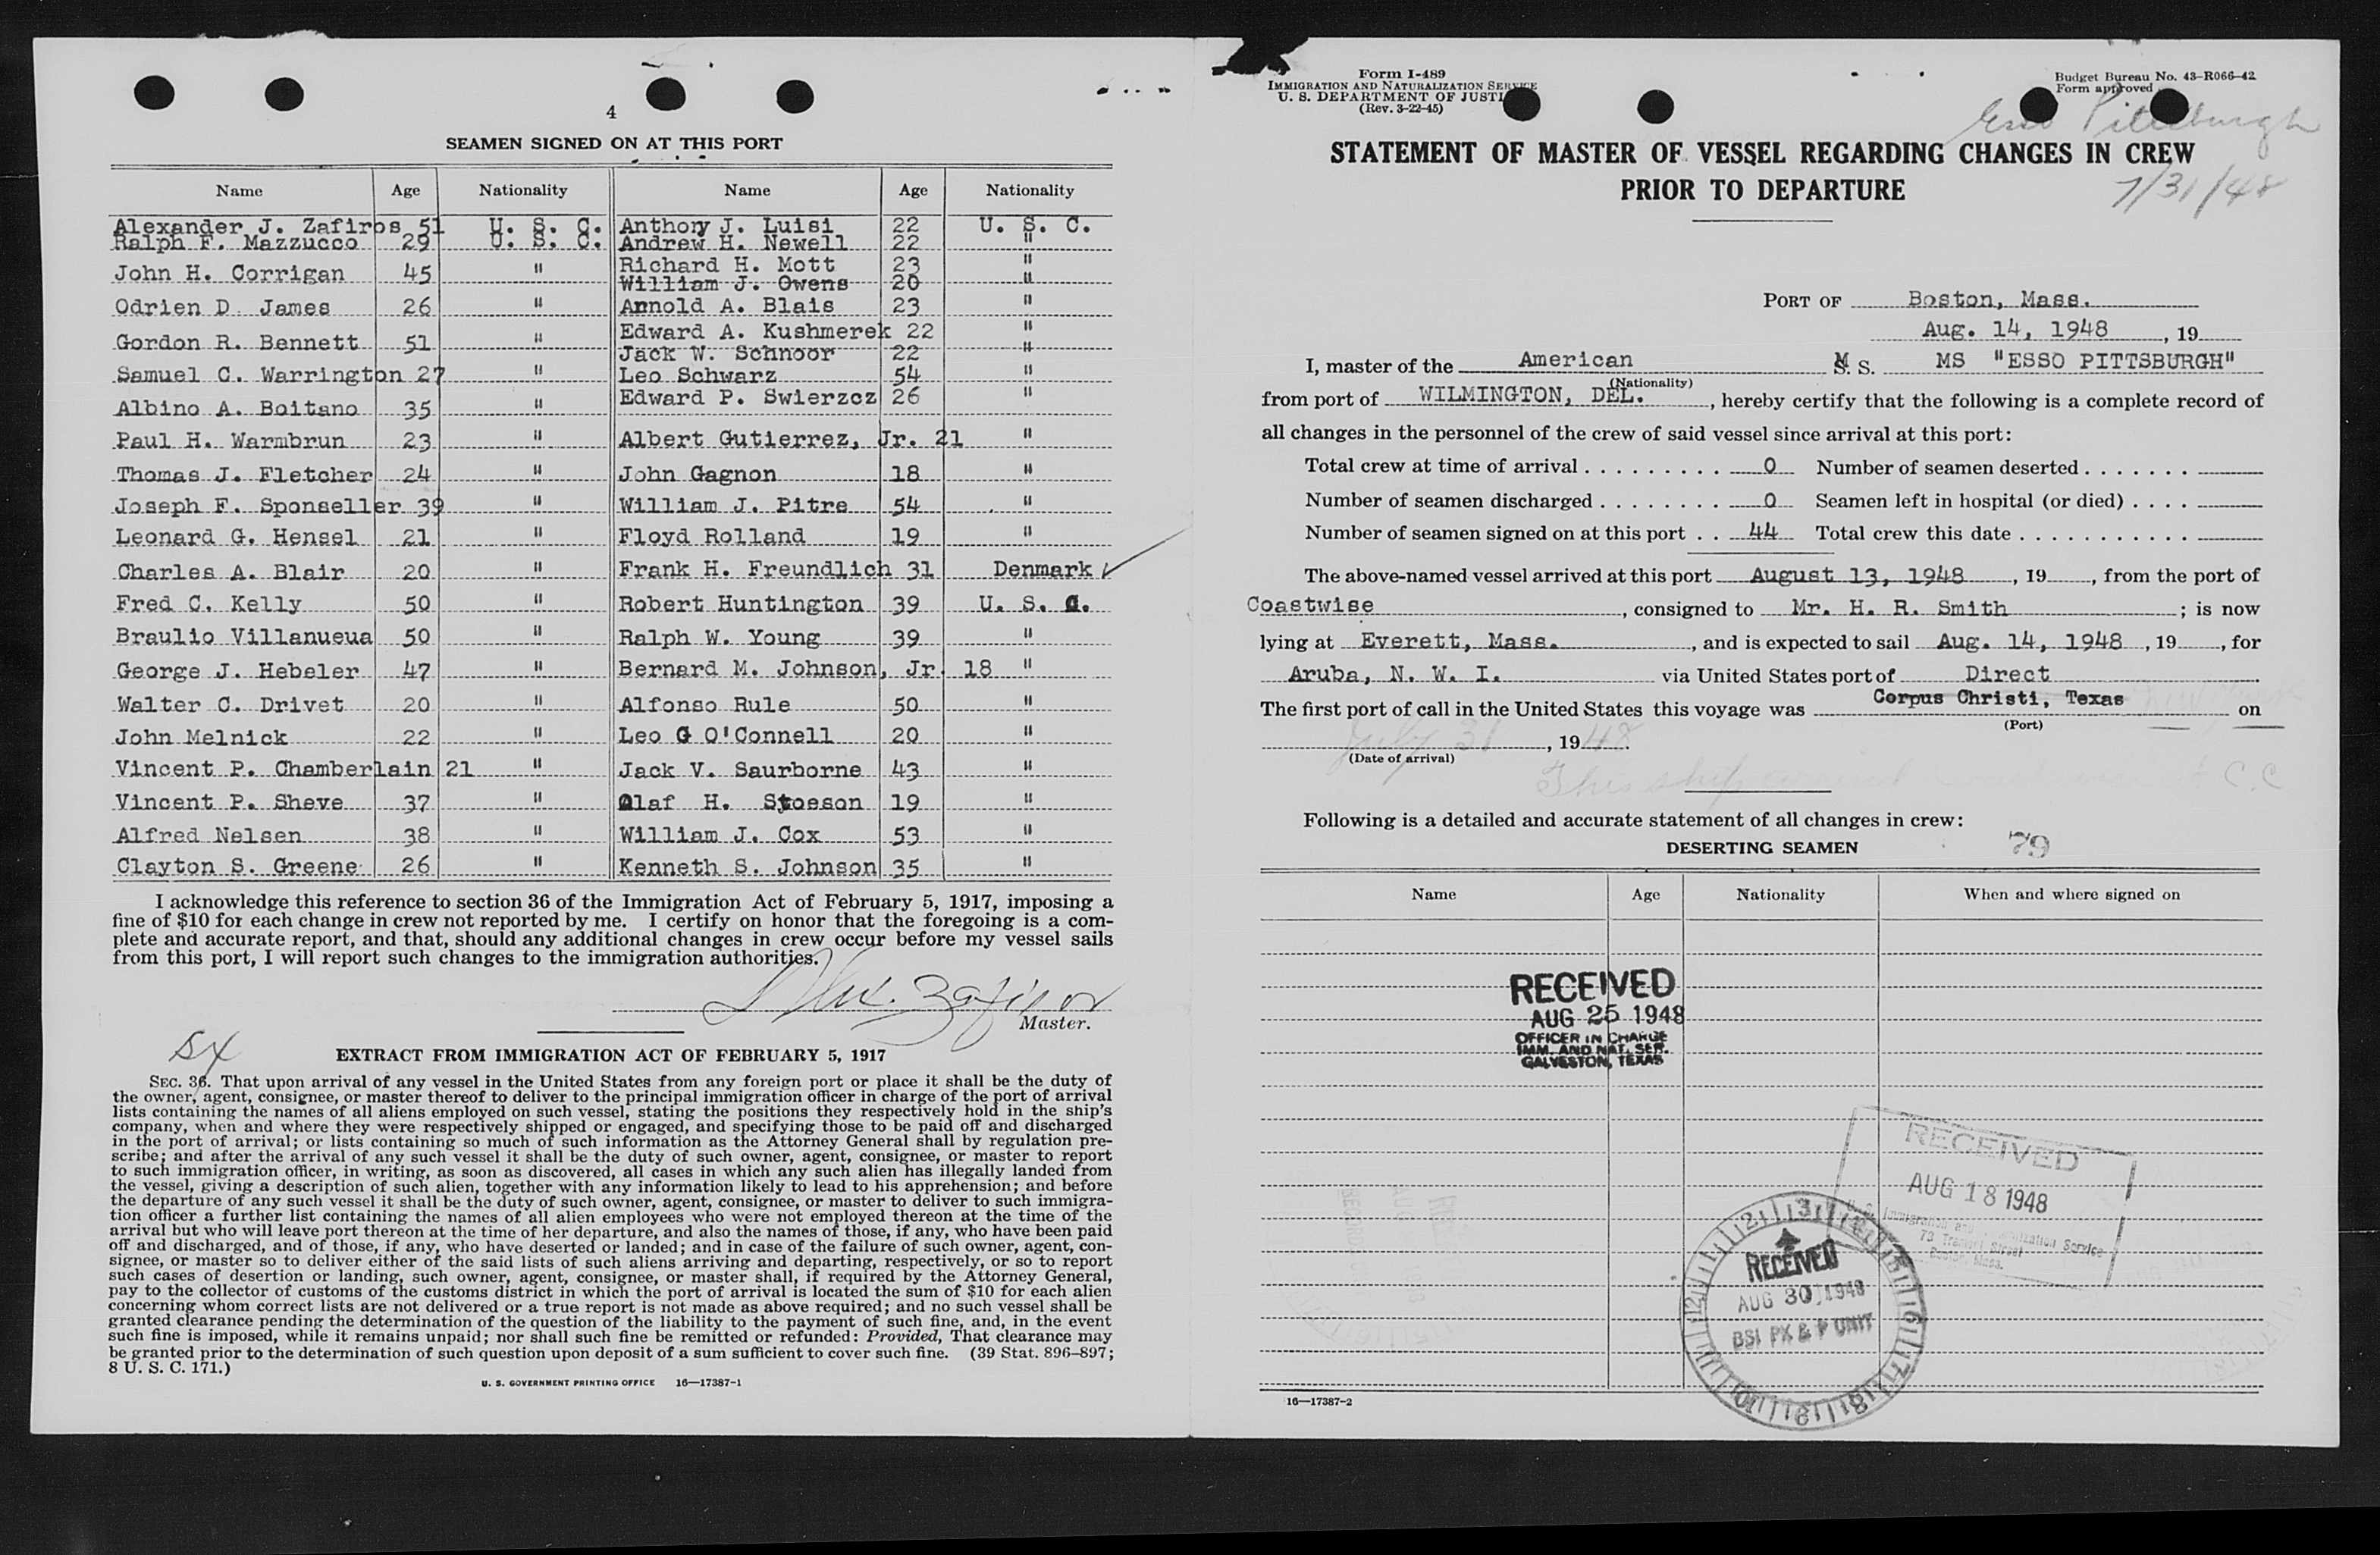 4
SEAMEN SIGNED ON AT THIS PORT
Name Age Nationality Name Age Nationality
Alexander J. Zafiros 51 U. S. C. Anthony J. Luisi 22 U. S. C.
Ralph F. Mazzucco 29 U. S. C. Andrew H. Newell 22 "
John H. Corrigan 45 " Richard H. Mott 23 "
William J. Owens 20 "
Odrien D. James 26 " Arnold A. Blais 23 "
Gordon R. Bennett 51 " Edward A. Kushmerek 22 "
Jack W. Schnoor 22 "
Samuel C. Warrington 27 " Leo Schwarz 54 "
Albino A. Boitano 35 " Edward P. Swierzcz 26 "
Paul H. Warmbrun 23 " Albert Gutierrez, Jr. 21 "
Thomas J. Fletcher 24 " John Gagnon 18 "
Joseph F. Sponseller 39 " William J. Pitre 54 "
Leonard G. Hensel 21 " Floyd Rolland 19 "
Charles A. Blair 20 " Frank H. Freundlich 31 Denmark
Fred C. Kelly 50 " Robert Huntington 39 U. S. C.
Braulio Villanueua 50 " Ralph W. Young 39 "
George J. Hebeler 47 " Bernard M. Johnson, Jr. 18 "
Walter C. Drivet 20 " Alfonso Rule 50 "
John Melnick 22 " Leo G O'Connell 20 "
Vincent P. Chamberlain 21 " Jack V. Saurborne 43 "
Vincent P. Sheve 37 " Olaf H. Stoeson 19 "
Alfred Nelsen 38 " William J. Cox 53 "
Clayton S. Greene 26 " Kenneth S. Johnson 35 "
I acknowledge this reference to section 36 of the Immigration Act of February 5, 1917, imposing a
fine of $10 for each change in crew not reported by me. I certify on honor that the foregoing is a com-
plete and accurate report, and that, should any additional changes in crew occur before my vessel sails
from this port, I will report such changes to the immigration authorities.
Alex. Zafiros
Master.
EXTRACT FROM IMMIGRATION ACT OF FEBRUARY 5, 1917
SEC. 36. That upon arrival of any vessel in the United States from any foreign port or place it shall be the duty of
the owner, agent, consignee, or master thereof to deliver to the principal immigration officer in charge of the port of arrival
lists containing the names of all aliens employed on such vessel, stating the positions they respectively hold in the ship's
company, when and where they were respectively shipped or engaged, and specifying those to be paid off and discharged
in the port of arrival; or lists containing so much of such information as the Attorney General shall by regulation pre-
scribe; and after the arrival of any such vessel it shall be the duty of such owner, agent, consignee, or master to report
to such immigration officer, in writing, as soon as discovered, all cases in which any such alien has illegally landed from
the vessel, giving a description of such alien, together with any information likely to lead to his apprehension; and before
the departure of any such vessel it shall be the duty of such owner, agent, consignee, or master to deliver to such immigra-
tion officer a further list containing the names of all alien employees who were not employed thereon at the time of the
arrival but who will leave port thereon at the time of her departure, and also the names of those, if any, who have been paid
off and discharged, and of those, if any, who have deserted or landed; and in case of the failure of such owner, agent, con-
signee, or master so to deliver either of the said lists of such aliens arriving and departing, respectively, or so to report
such cases of desertion or landing, such owner, agent, consignee, or master shall, if required by the Attorney General,
pay to the collector of customs of the customs district in which the port of arrival is located the sum of $10 for each alien
concerning whom correct lists are not delivered or a true report is not made as above required; and no such vessel shall be
granted clearance pending the determination of the question of the liability to the payment of such fine, and, in the event
such fine is imposed, while it remains unpaid; nor shall such fine be remitted or refunded: Provided, That clearance may
be granted prior to the determination of such question upon deposit of a sum sufficient to cover such fine. (39 Stat. 896-897;
8 U. S. C. 171.)
U. S. GOVERNMENT PRINTING OFFICE 16—17387-1
Form I-489
IMMIGRATION AND NATURALIZATION SERVICE
U. S. DEPARTMENT OF JUSTI
(Rev. 3-22-45)
Budget Bureau No. 43-R066-42
Form approved
Esso Pittsburgh
7/31/48
STATEMENT OF MASTER OF VESSEL REGARDING CHANGES IN CREW
PRIOR TO DEPARTURE
PORT OF Boston, Mass.
Aug. 14, 1948, 19
I, master of the American M S. MS "ESSO PITTSBURGH"
(Nationality)
from port of WILMINGTON, DEL., hereby certify that the following is a complete record of
all changes in the personnel of the crew of said vessel since arrival at this port:
Total crew at time of arrival 0 Number of seamen deserted
Number of seamen discharged 0 Seamen left in hospital (or died)
Number of seamen signed on at this port 44 Total crew this date
The above-named vessel arrived at this port August 13, 1948, 19, from the port of
Coastwise, consigned to Mr. H. R. Smith; is now
lying at Everett, Mass., and is expected to sail Aug. 14, 1948, 19, for
Aruba, N. W. I. via United States port of Direct
The first port of call in the United States this voyage was Corpus Christi, Texas on
(Port)
July 31, 1948.
(Date of arrival)
This ship C.C
Following is a detailed and accurate statement of all changes in crew:
DESERTING SEAMEN 79
Name Age Nationality When and where signed on
RECEIVED
AUG 25 1948
OFFICER IN CHARGE
IMM. AND NAT. SER.
GALVESTON, TEXAS
RECEIVED
AUG 18 1948
U. S. Immigration and Naturalization Service
73 Tremont Street
Boston, Mass.
RECEIVED
AUG 30 1948
BSI PX & P UNIT
16—17387-2